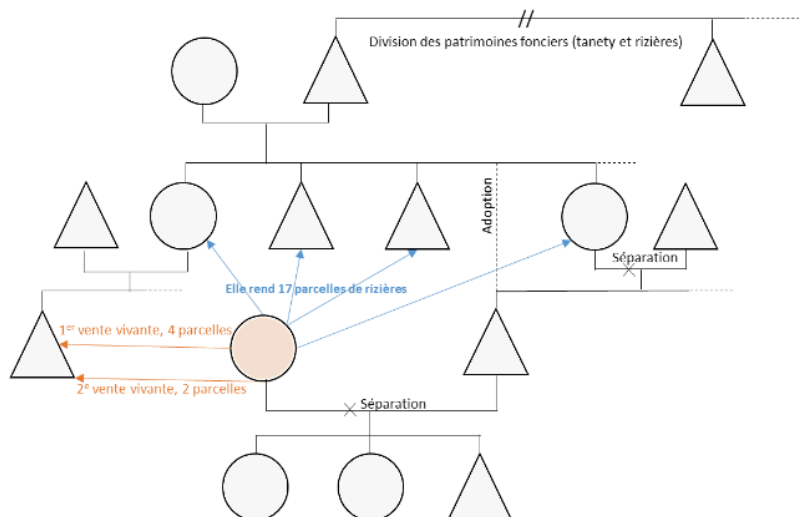 Division des patrimoines fonciers (tanety et rizières)
Adoption
Séparation
Elle rend 17 parcelles de rizières
1er vente vivante, 4 parcelles
2e vente vivante, 2 parcelles
Séparation